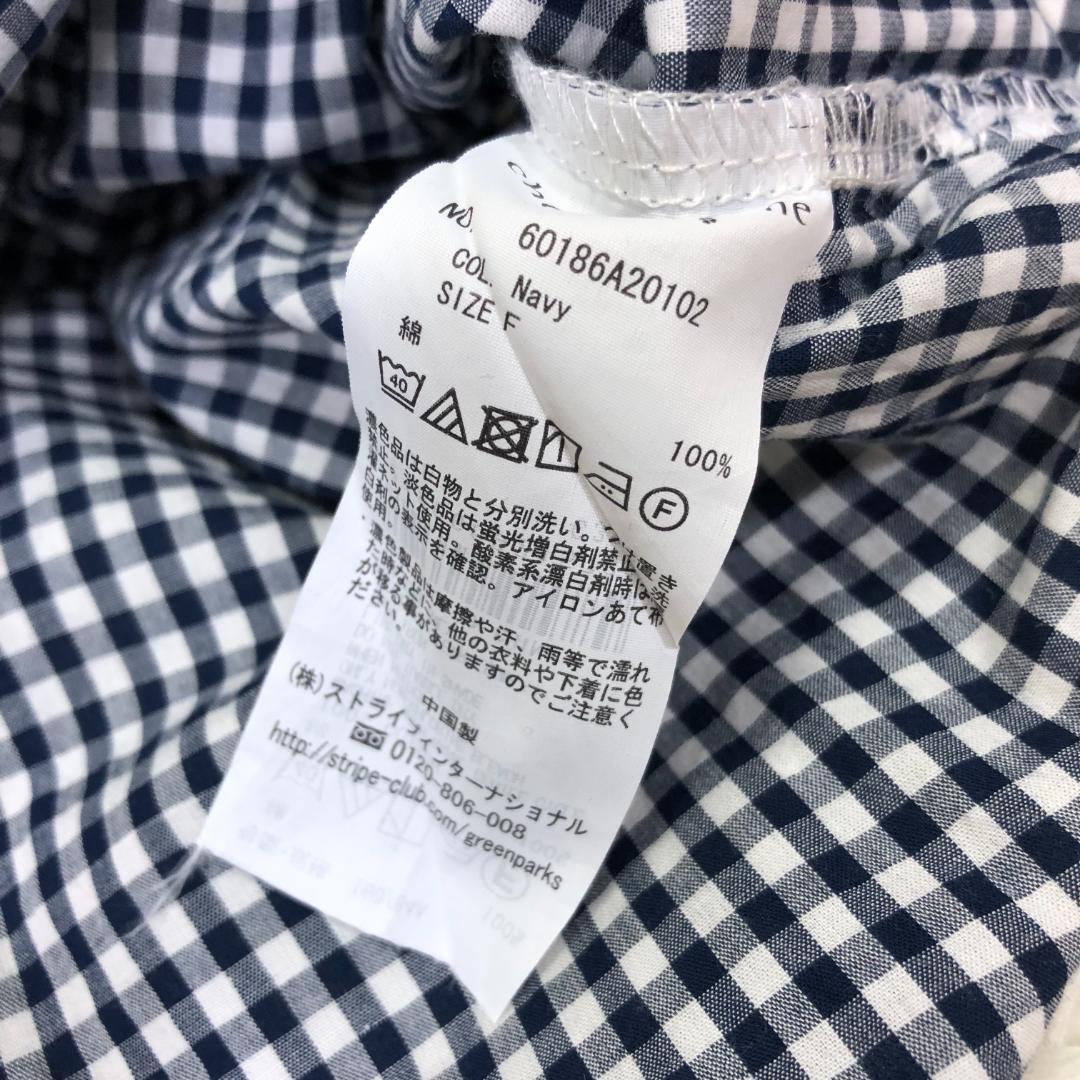 NO. 60186A20102
COL. Navy
SIZE F
綿
100%
40
F
濃色品は白物と分別洗い。
淡色品は蛍光増白剤禁止
ネット使用。酸素系漂白剤時は
の表示を確認。アイロンあて布
使用。
・濃色製品は摩擦や汗、雨等で濡れ
た時などに、他の衣料や下着に色
が移る事がありますのでご注意く
ださい。
中国製
(株)ストライプインターナショナル
0120-806-008
http://stripe-club.com/greenparks